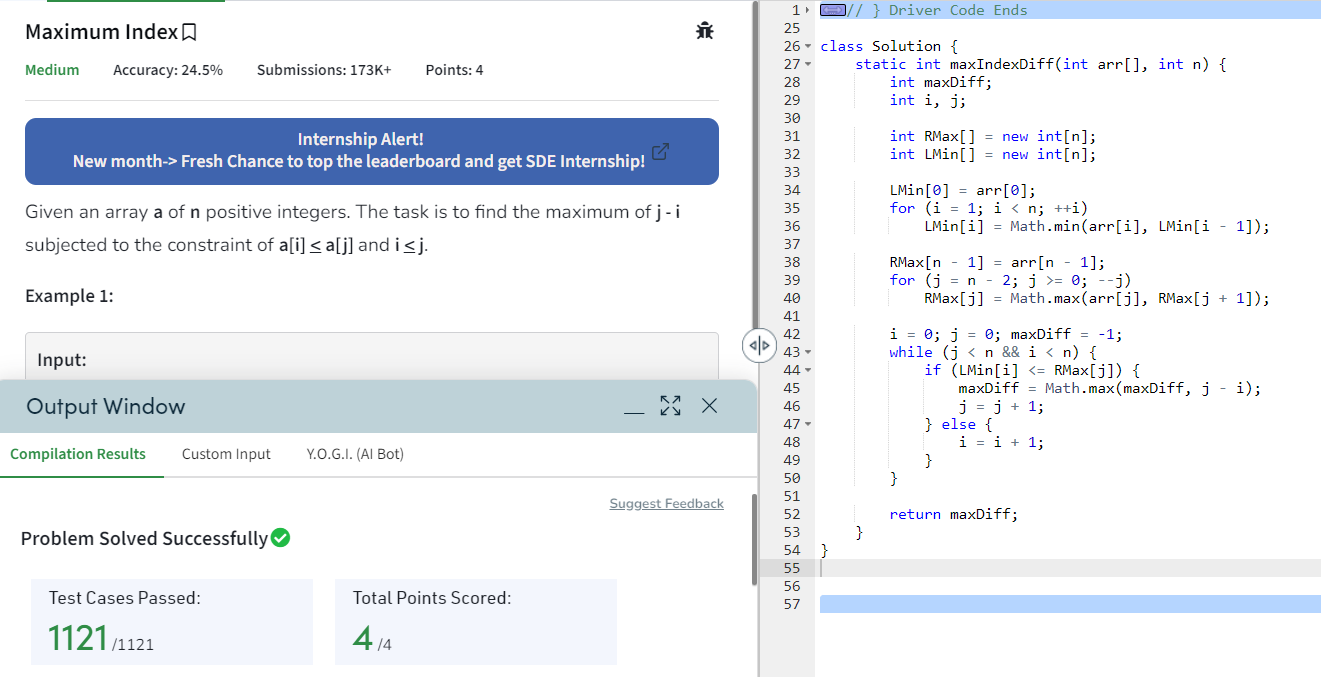 Maximum Index
Medium Accuracy: 24.5% Submissions: 173K+ Points: 4
Internship Alert!
New month-> Fresh Chance to top the leaderboard and get SDE Internship!
Given an array a of n positive integers. The task is to find the maximum of j - i
subjected to the constraint of a[i] ≤ a[j] and i ≤ j.
Example 1:
Input:
Output Window
Compilation Results Custom Input Y.O.G.I. (AI Bot)
Suggest Feedback
Problem Solved Successfully
Test Cases Passed:
1121 /1121
Total Points Scored:
4 /4
1 // } Driver Code Ends
25
26 class Solution {
27     static int maxIndexDiff(int arr[], int n) {
28         int maxDiff;
29         int i, j;
30
31         int RMax[] = new int[n];
32         int LMin[] = new int[n];
33
34         LMin[0] = arr[0];
35         for (i = 1; i < n; ++i)
36             LMin[i] = Math.min(arr[i], LMin[i - 1]);
37
38         RMax[n - 1] = arr[n - 1];
39         for (j = n - 2; j >= 0; --j)
40             RMax[j] = Math.max(arr[j], RMax[j + 1]);
41
42         i = 0; j = 0; maxDiff = -1;
43         while (j < n && i < n) {
44             if (LMin[i] <= RMax[j]) {
45                 maxDiff = Math.max(maxDiff, j - i);
46                 j = j + 1;
47             } else {
48                 i = i + 1;
49             }
50         }
51
52         return maxDiff;
53     }
54 }
55
56
57